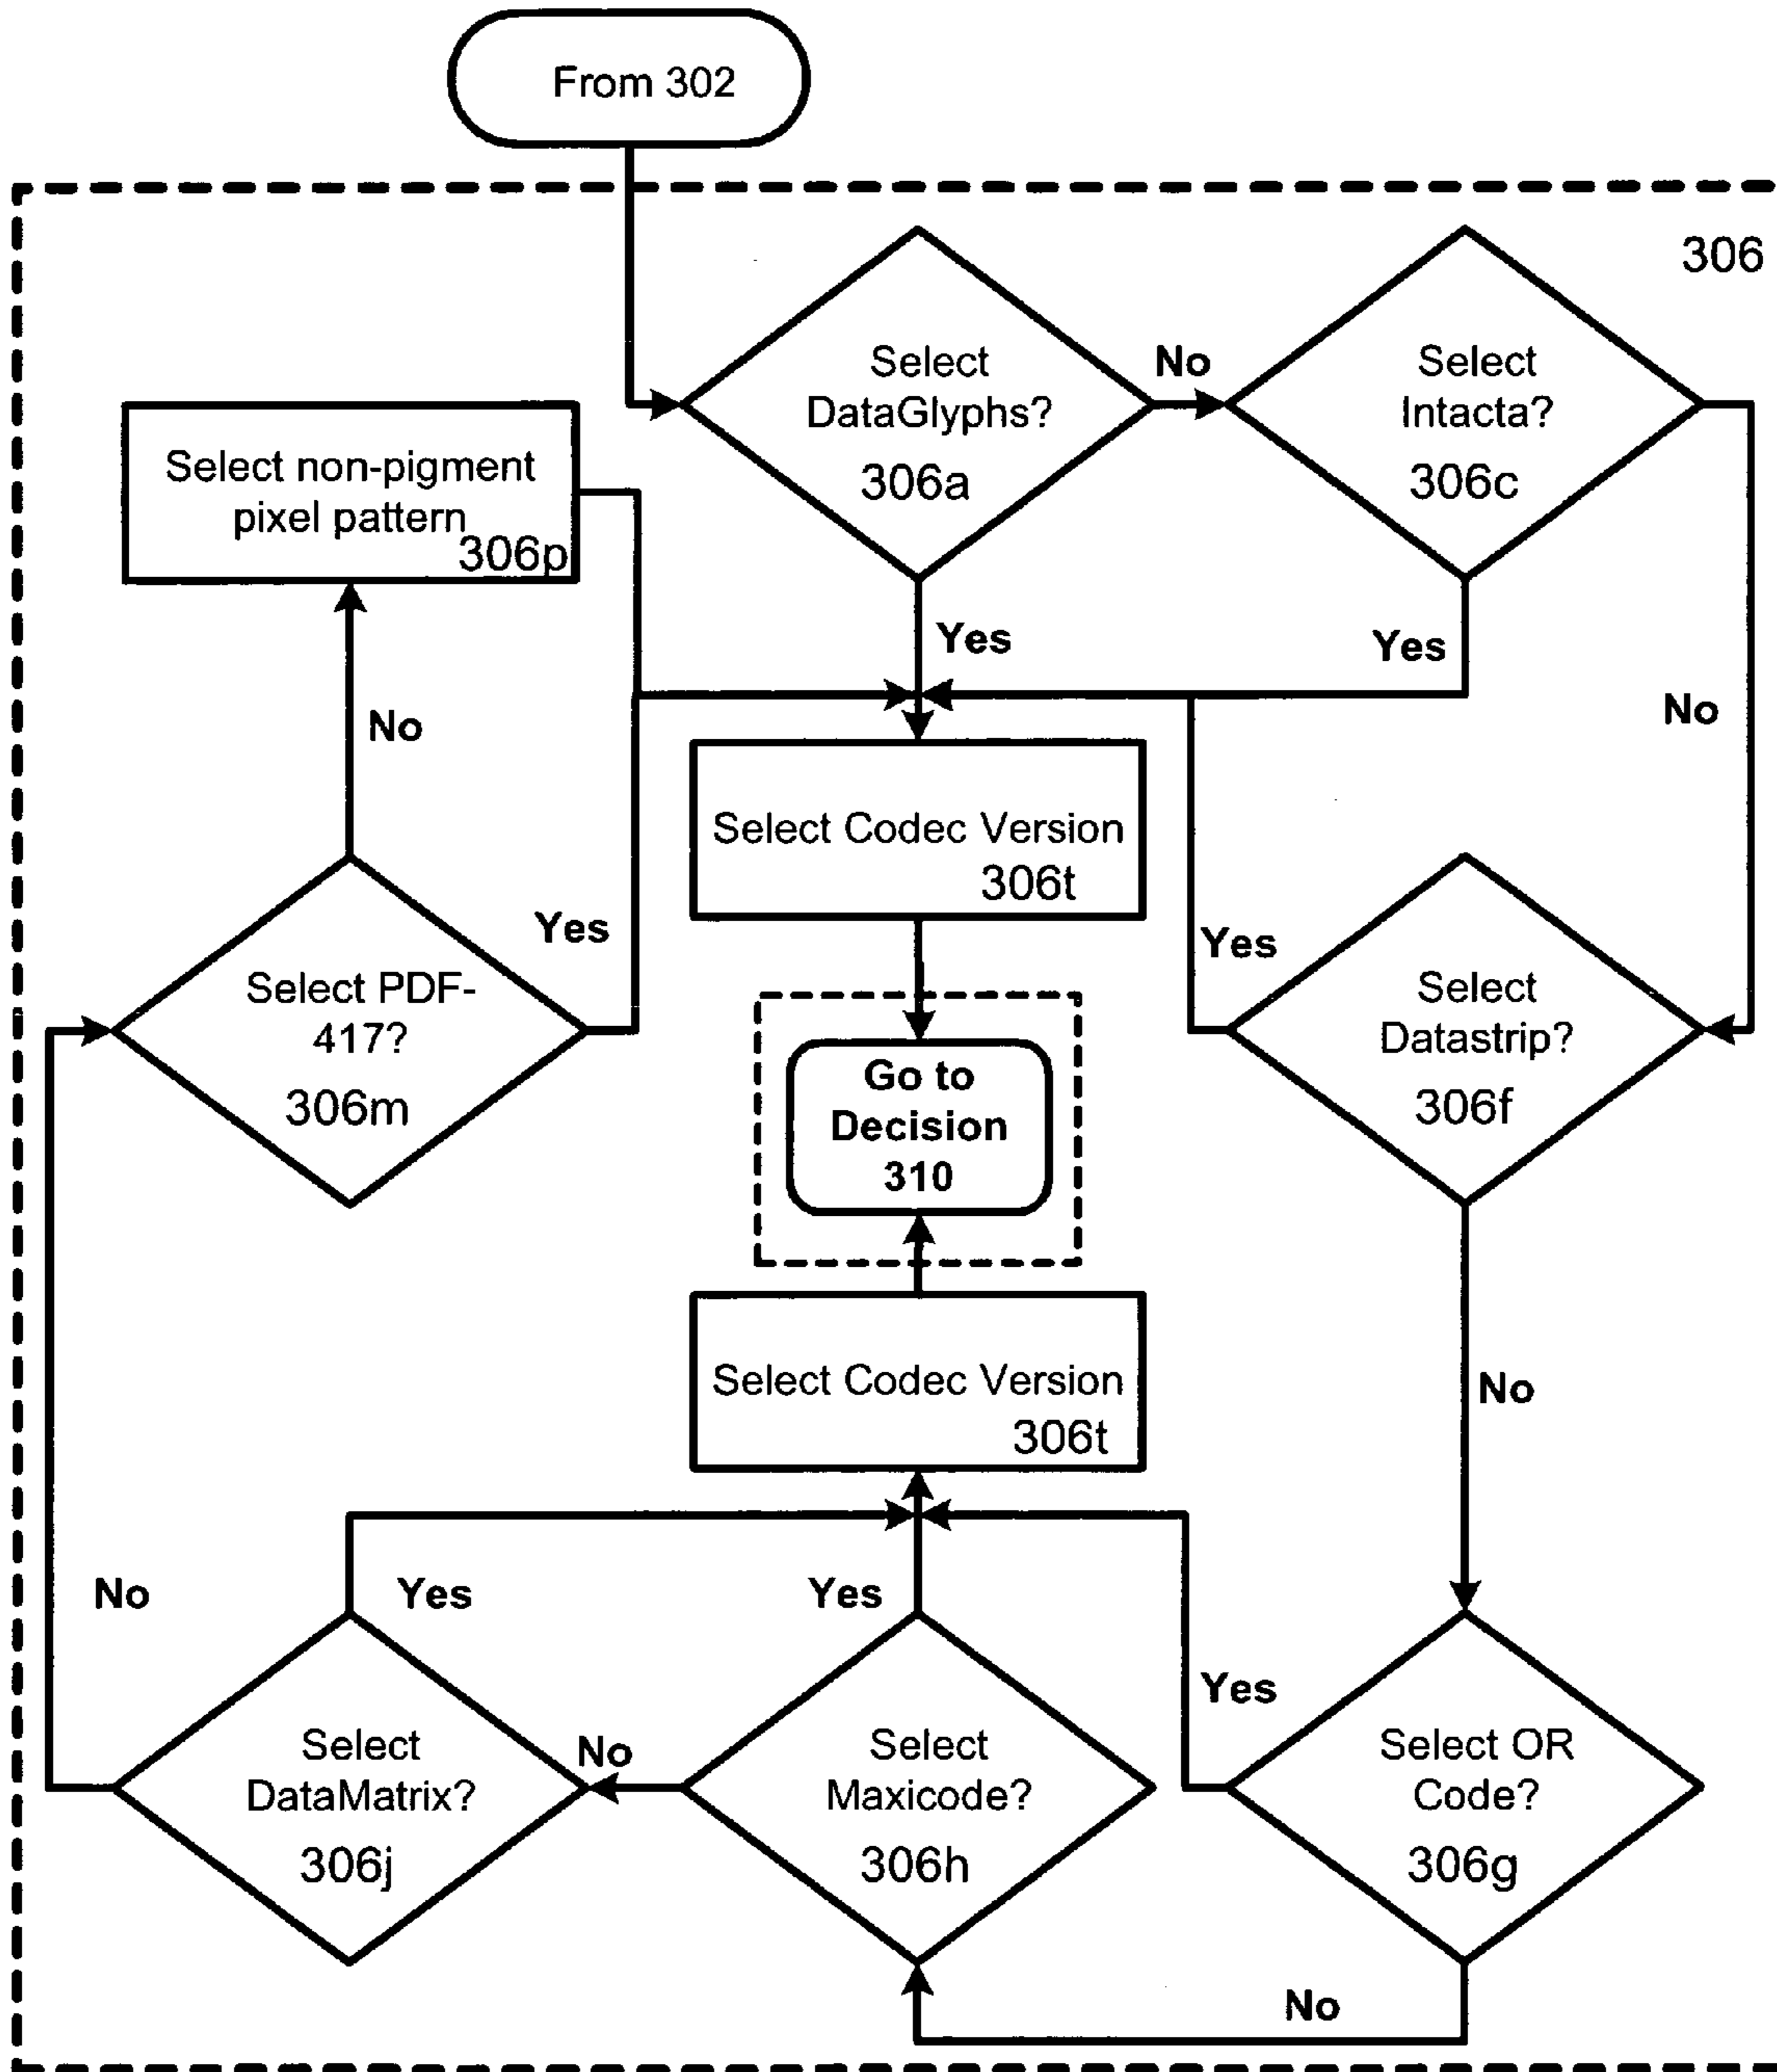 From 302
306
Select
DataGlyphs?
306a
No
Select
Intacta?
306c
Select non-pigment
pixel pattern
306p
Yes
Yes
No
No
Select Codec Version
306t
Yes
Yes
Select PDF-
417?
306m
Select
Datastrip?
306f
Go to
Decision
310
Select Codec Version
306t
No
No
Yes
Yes
Yes
Select
DataMatrix?
306j
No
Select
Maxicode?
306h
Select OR
Code?
306g
No